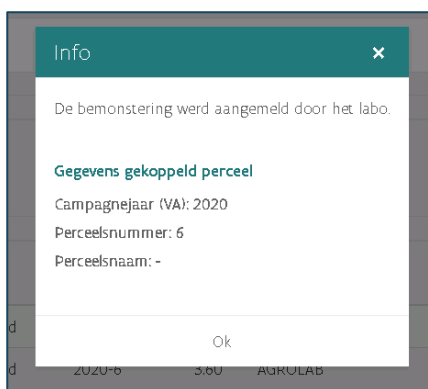 Info ×
De bemonstering werd aangemeld door het labo.
Gegevens gekoppeld perceel
Campagnejaar (VA): 2020
Perceelsnummer: 6
Perceelsnaam: -
Ok
d
d 2020-6 3.60 AGROLAB